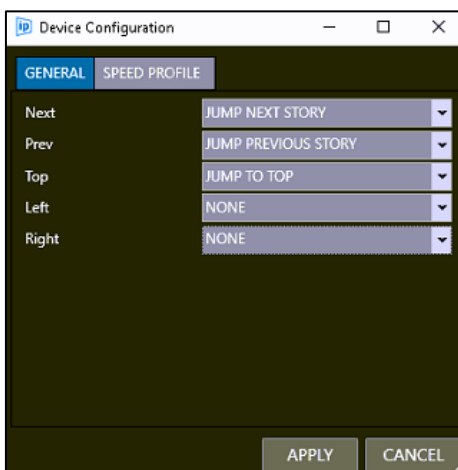 ip Device Configuration
GENERAL SPEED PROFILE
Next JUMP NEXT STORY
Prev JUMP PREVIOUS STORY
Top JUMP TO TOP
Left NONE
Right NONE
APPLY CANCEL